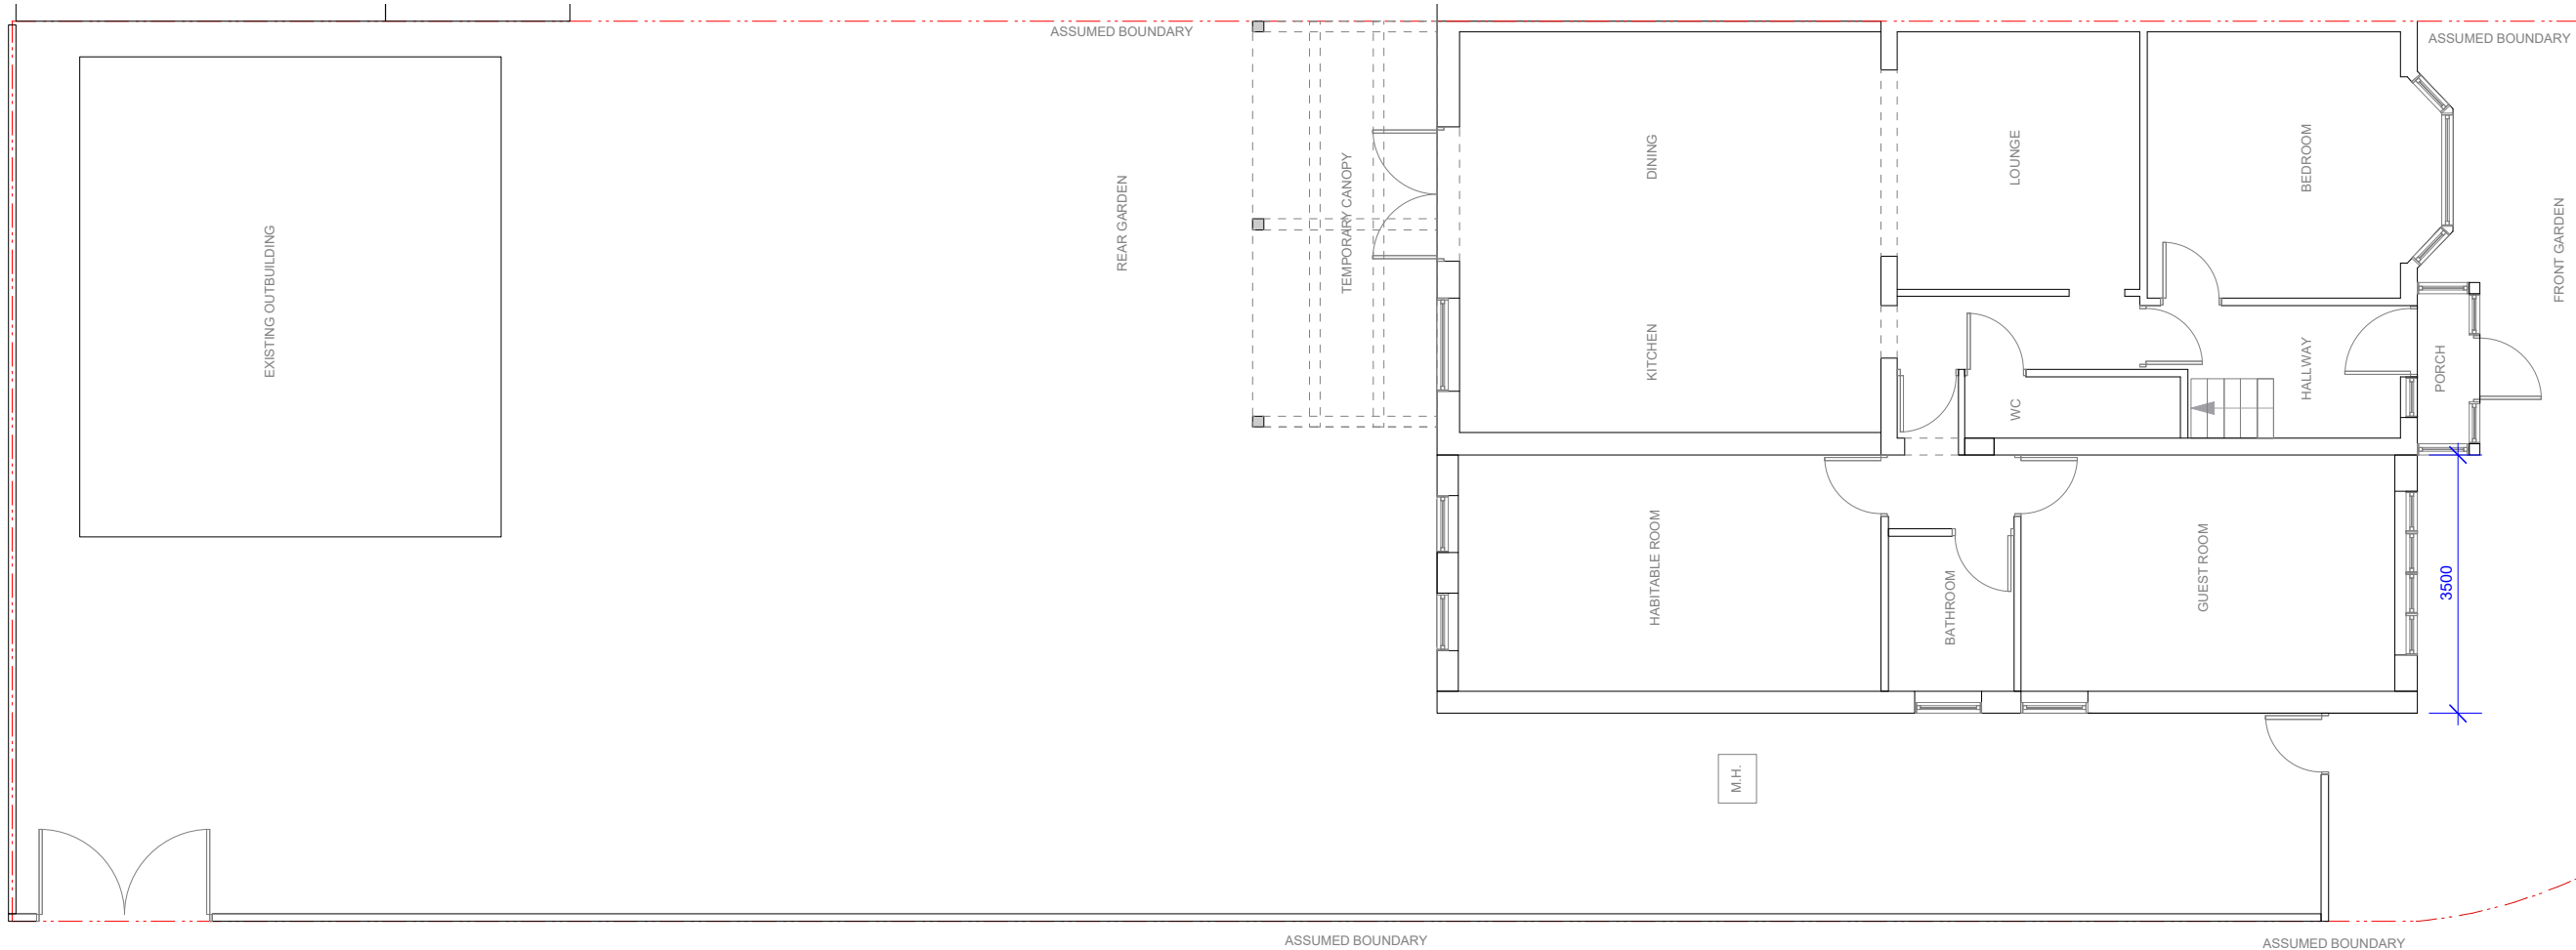 ASSUMED BOUNDARY
ASSUMED BOUNDARY
EXISTING OUTBUILDING
REAR GARDEN
TEMPORARY CANOPY
DINING
LOUNGE
BEDROOM
FRONT GARDEN
KITCHEN
WC
HALLWAY
PORCH
HABITABLE ROOM
BATHROOM
GUEST ROOM
3500
M.H.
ASSUMED BOUNDARY
ASSUMED BOUNDARY